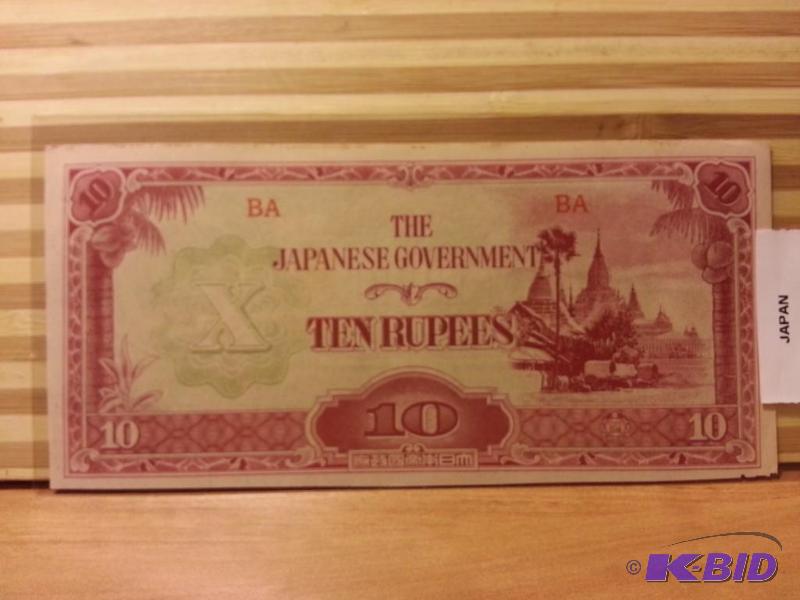 10
10
BA
BA
THE
JAPANESE GOVERNMENT
X
TEN RUPEES
10
10
10
JAPAN
© K-BID